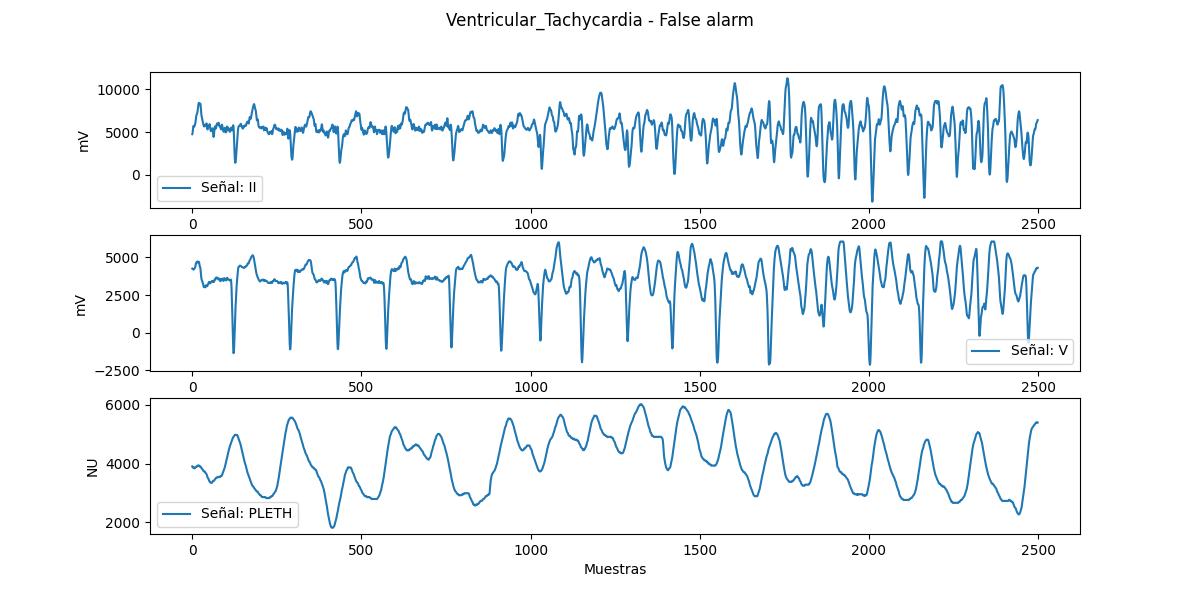 Ventricular_Tachycardia - False alarm
10000
5000
0
mV
Señal: II
0 500 1000 1500 2000 2500
5000
2500
0
−2500
mV
Señal: V
0 500 1000 1500 2000 2500
6000
4000
2000
NU
Señal: PLETH
0 500 1000 1500 2000 2500
Muestras